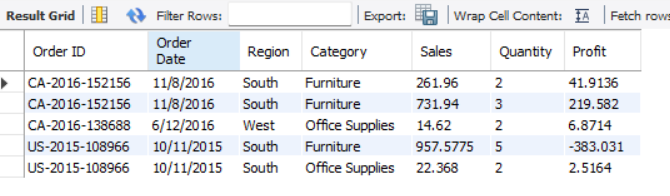 Result Grid Filter Rows: Export: Wrap Cell Content: Fetch rows
Order ID Order Date Region Category Sales Quantity Profit
CA-2016-152156 11/8/2016 South Furniture 261.96 2 41.9136
CA-2016-152156 11/8/2016 South Furniture 731.94 3 219.582
CA-2016-138688 6/12/2016 West Office Supplies 14.62 2 6.8714
US-2015-108966 10/11/2015 South Furniture 957.5775 5 -383.031
US-2015-108966 10/11/2015 South Office Supplies 22.368 2 2.5164